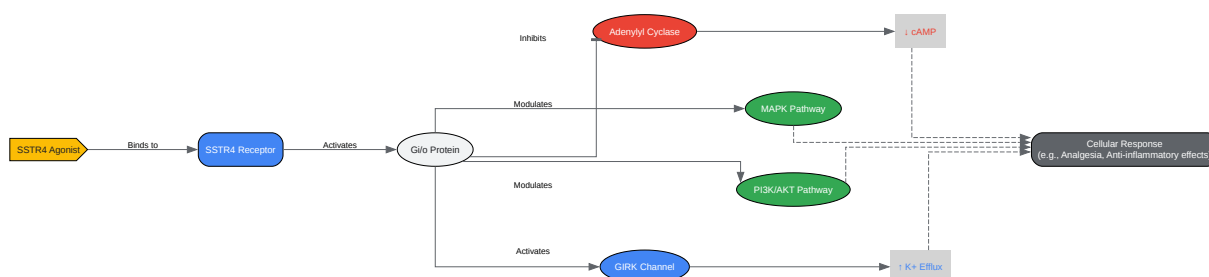 Inhibits
Adenylyl Cyclase
↓ cAMP
Modulates
MAPK Pathway
SSTR4 Agonist
Binds to
SSTR4 Receptor
Activates
Gi/o Protein
Cellular Response
(e.g., Analgesia, Anti-inflammatory effects)
Modulates
PI3K/AKT Pathway
Activates
GIRK Channel
↑ K+ Efflux